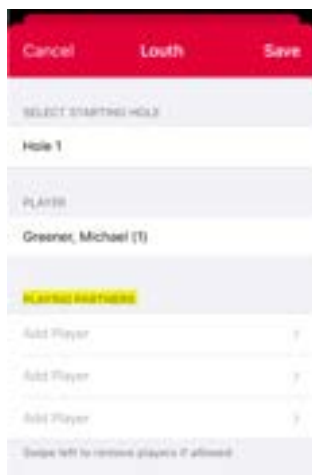 Cancel Louth Save
SELECT STARTING HOLE
Hole 1
PLAYER
Greener, Michael (1)
PLAYING PARTNERS
Add Player
Add Player
Add Player
Swipe left to remove players if allowed